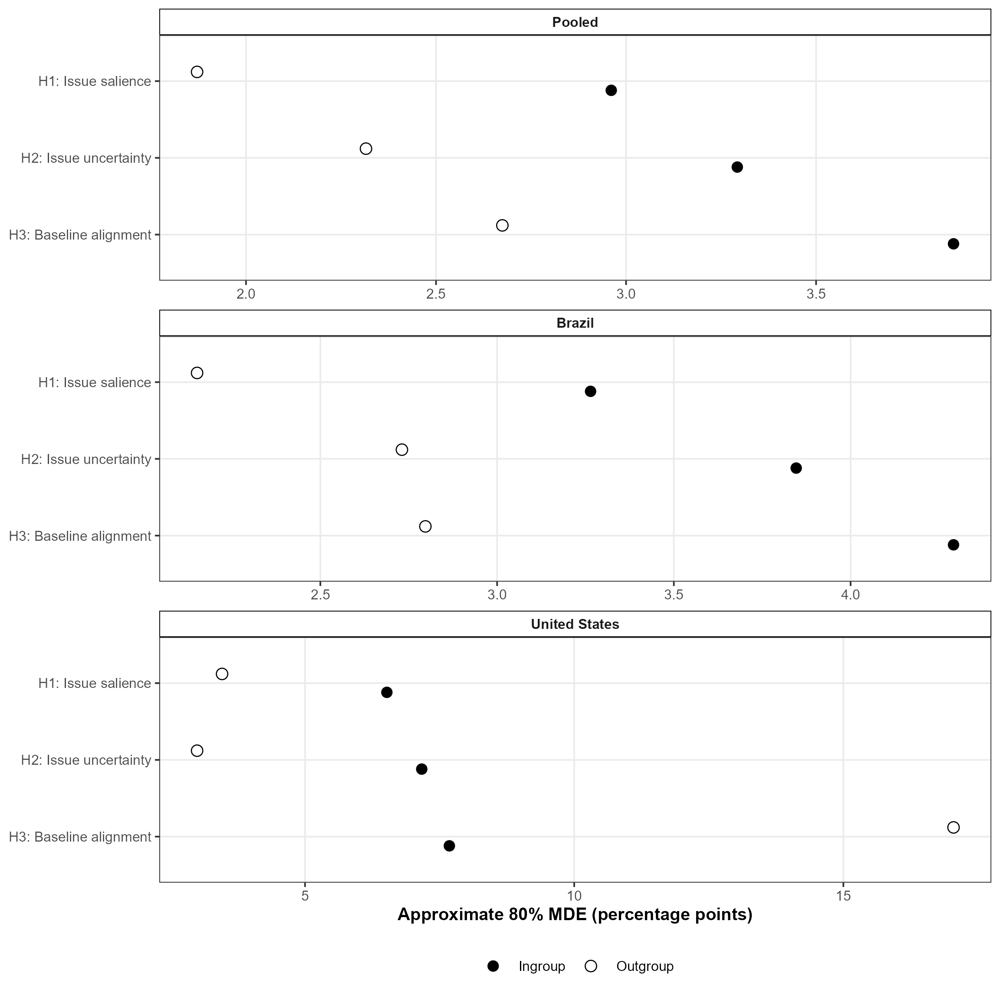 Pooled
H1: Issue salience
H2: Issue uncertainty
H3: Baseline alignment
2.0 2.5 3.0 3.5
Brazil
H1: Issue salience
H2: Issue uncertainty
H3: Baseline alignment
2.5 3.0 3.5 4.0
United States
H1: Issue salience
H2: Issue uncertainty
H3: Baseline alignment
5 10 15
Approximate 80% MDE (percentage points)
Ingroup Outgroup